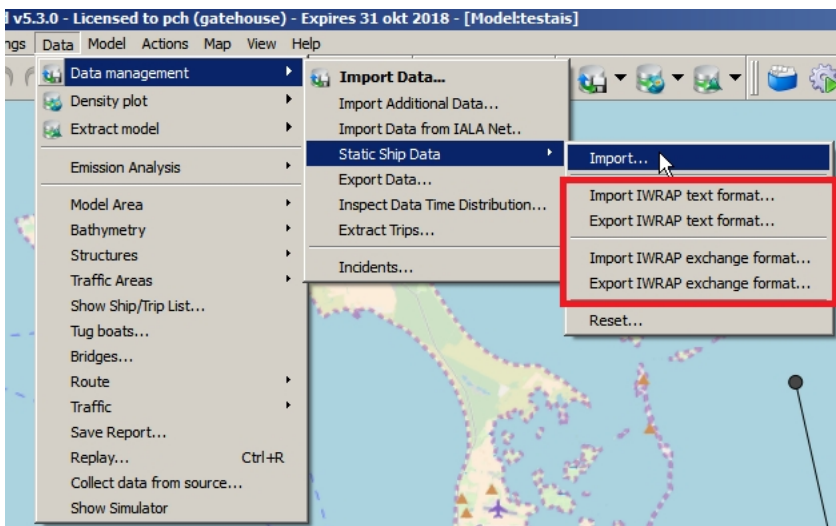 v5.3.0 - Licensed to pch (gatehouse) - Expires 31 okt 2018 - [Model:testais]
ngs Data Model Actions Map View Help
Data management
Density plot
Extract model
Emission Analysis
Model Area
Bathymetry
Structures
Traffic Areas
Show Ship/Trip List...
Tug boats...
Bridges...
Route
Traffic
Save Report...
Replay... Ctrl+R
Collect data from source...
Show Simulator
Import Data...
Import Additional Data...
Import Data from IALA Net..
Static Ship Data
Export Data...
Inspect Data Time Distribution...
Extract Trips...
Incidents...
Import...
Import IWRAP text format...
Export IWRAP text format...
Import IWRAP exchange format...
Export IWRAP exchange format...
Reset...